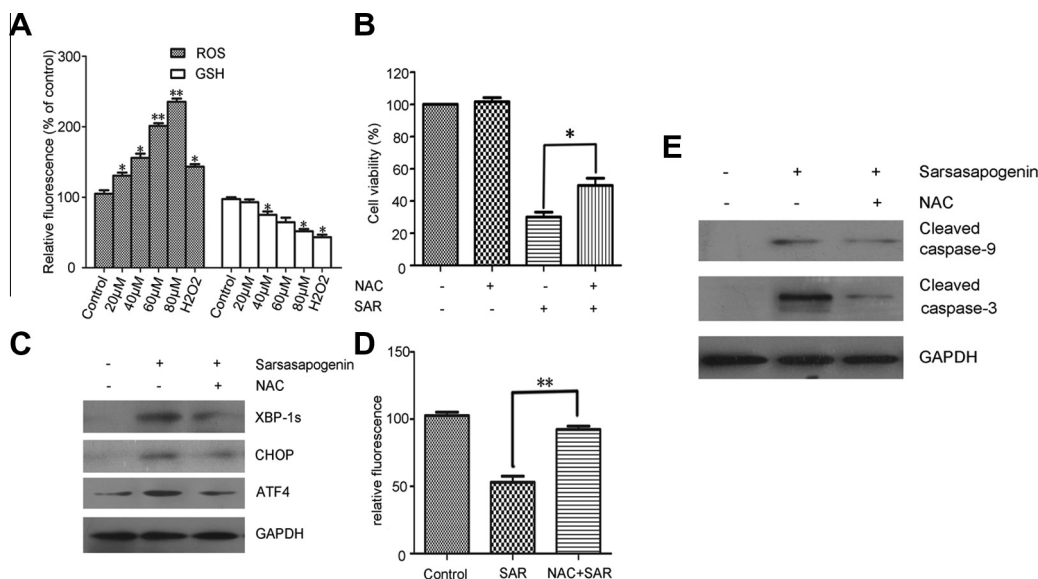 A
Relative fluorescence (% of control)
300
200
100
0
ROS
GSH
** ** * * * * * *
Control 20μM 40μM 60μM 80μM H2O2 Control 20μM 40μM 60μM 80μM H2O2
B
Cell viability (%)
120
100
80
60
40
20
0
*
NAC - + - +
SAR - - + +
C
- + + Sarsasapogenin
- - + NAC
XBP-1s
CHOP
ATF4
GAPDH
D
relative fluorescence
150
100
50
0
**
Control SAR NAC+SAR
E
- + + Sarsasapogenin
- - + NAC
Cleaved
caspase-9
Cleaved
caspase-3
GAPDH